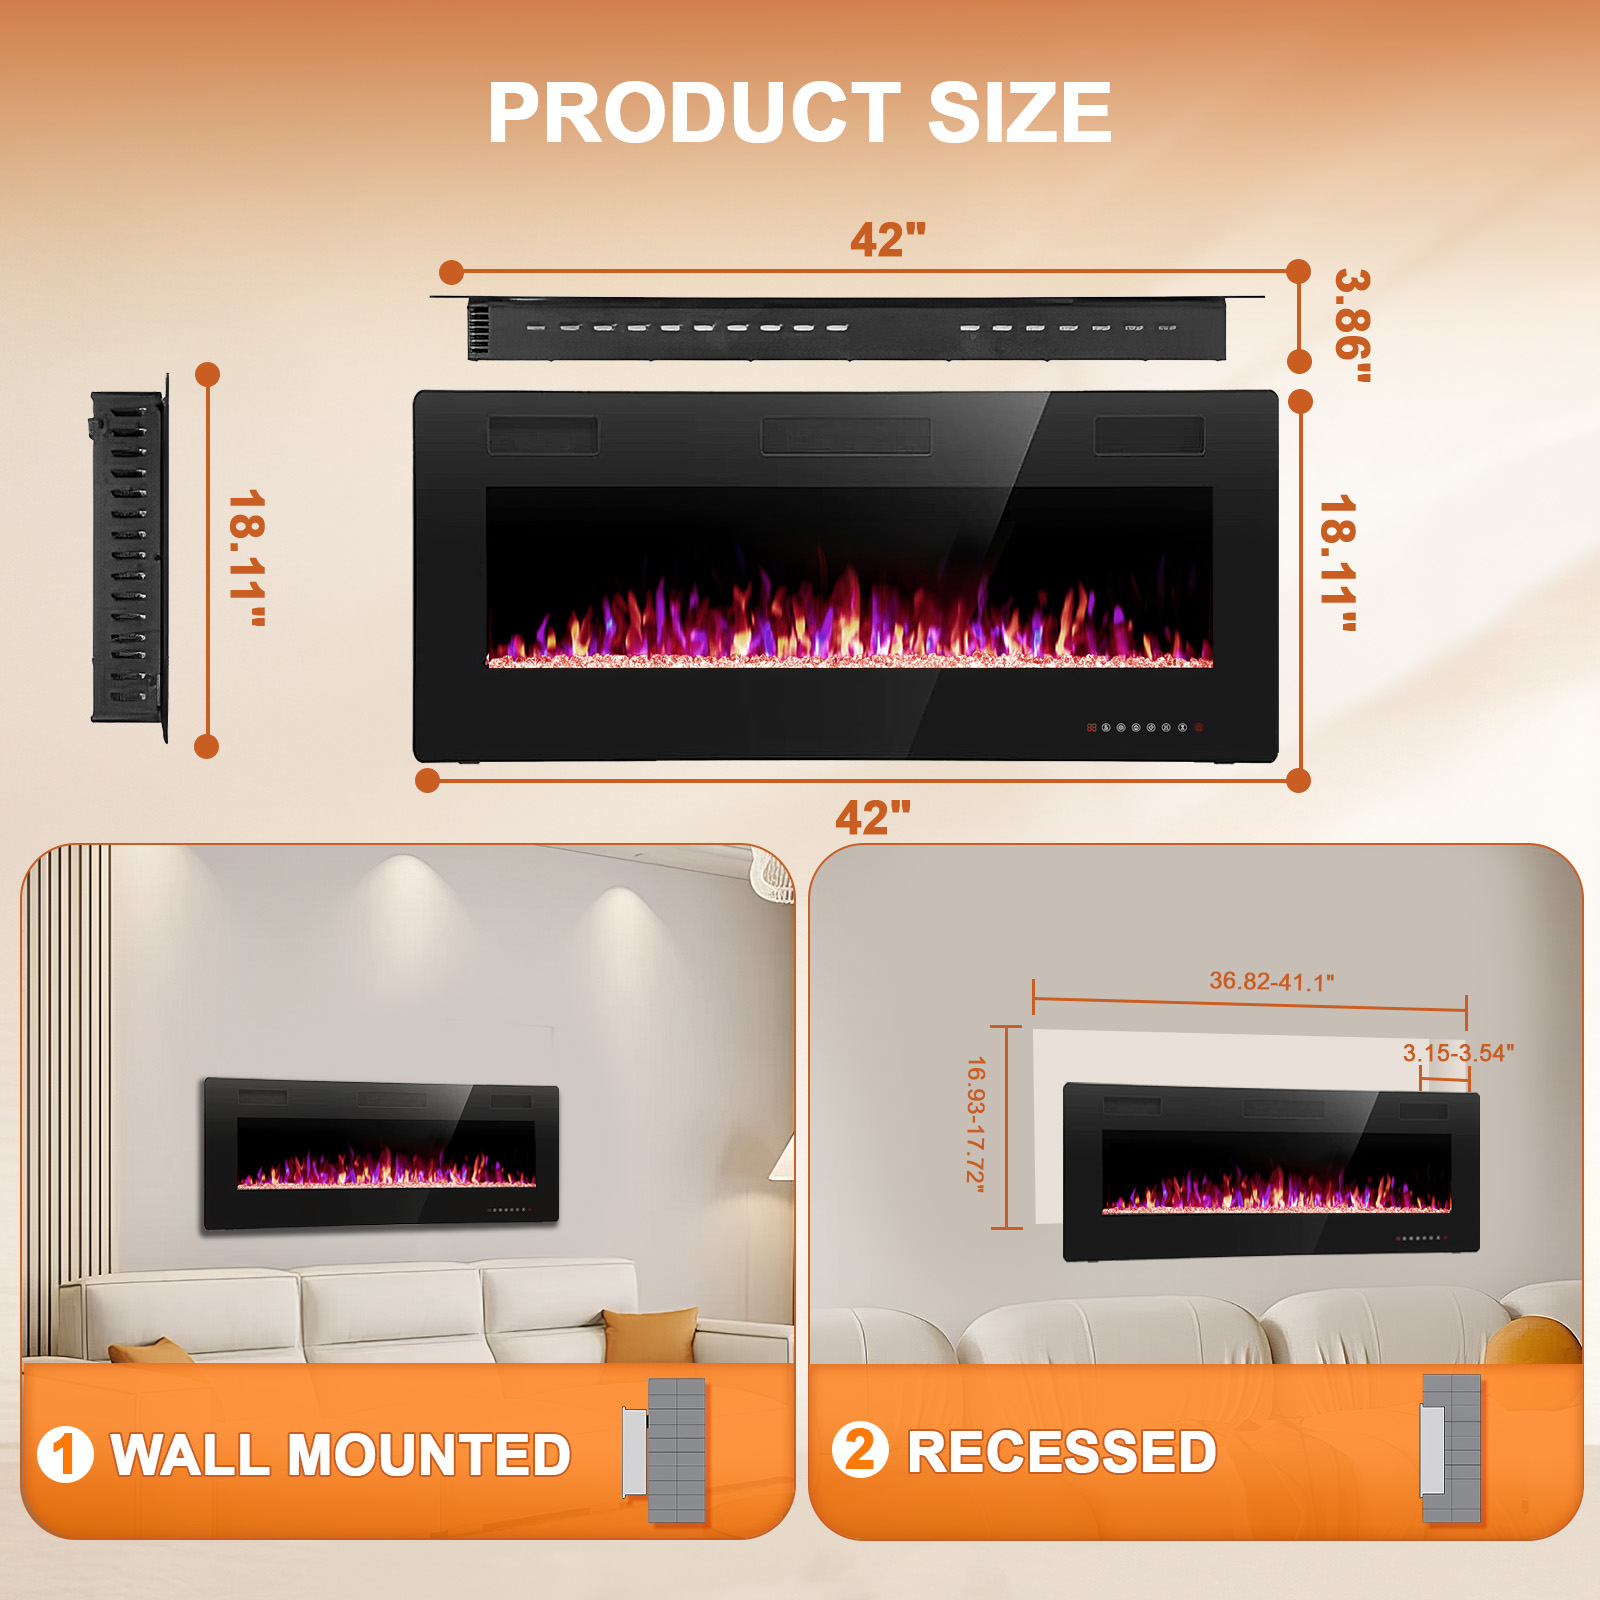 PRODUCT SIZE
42"
3.86"
18.11"
18.11"
42"
36.82-41.1"
3.15-3.54"
16.93-17.72"
1 WALL MOUNTED
2 RECESSED